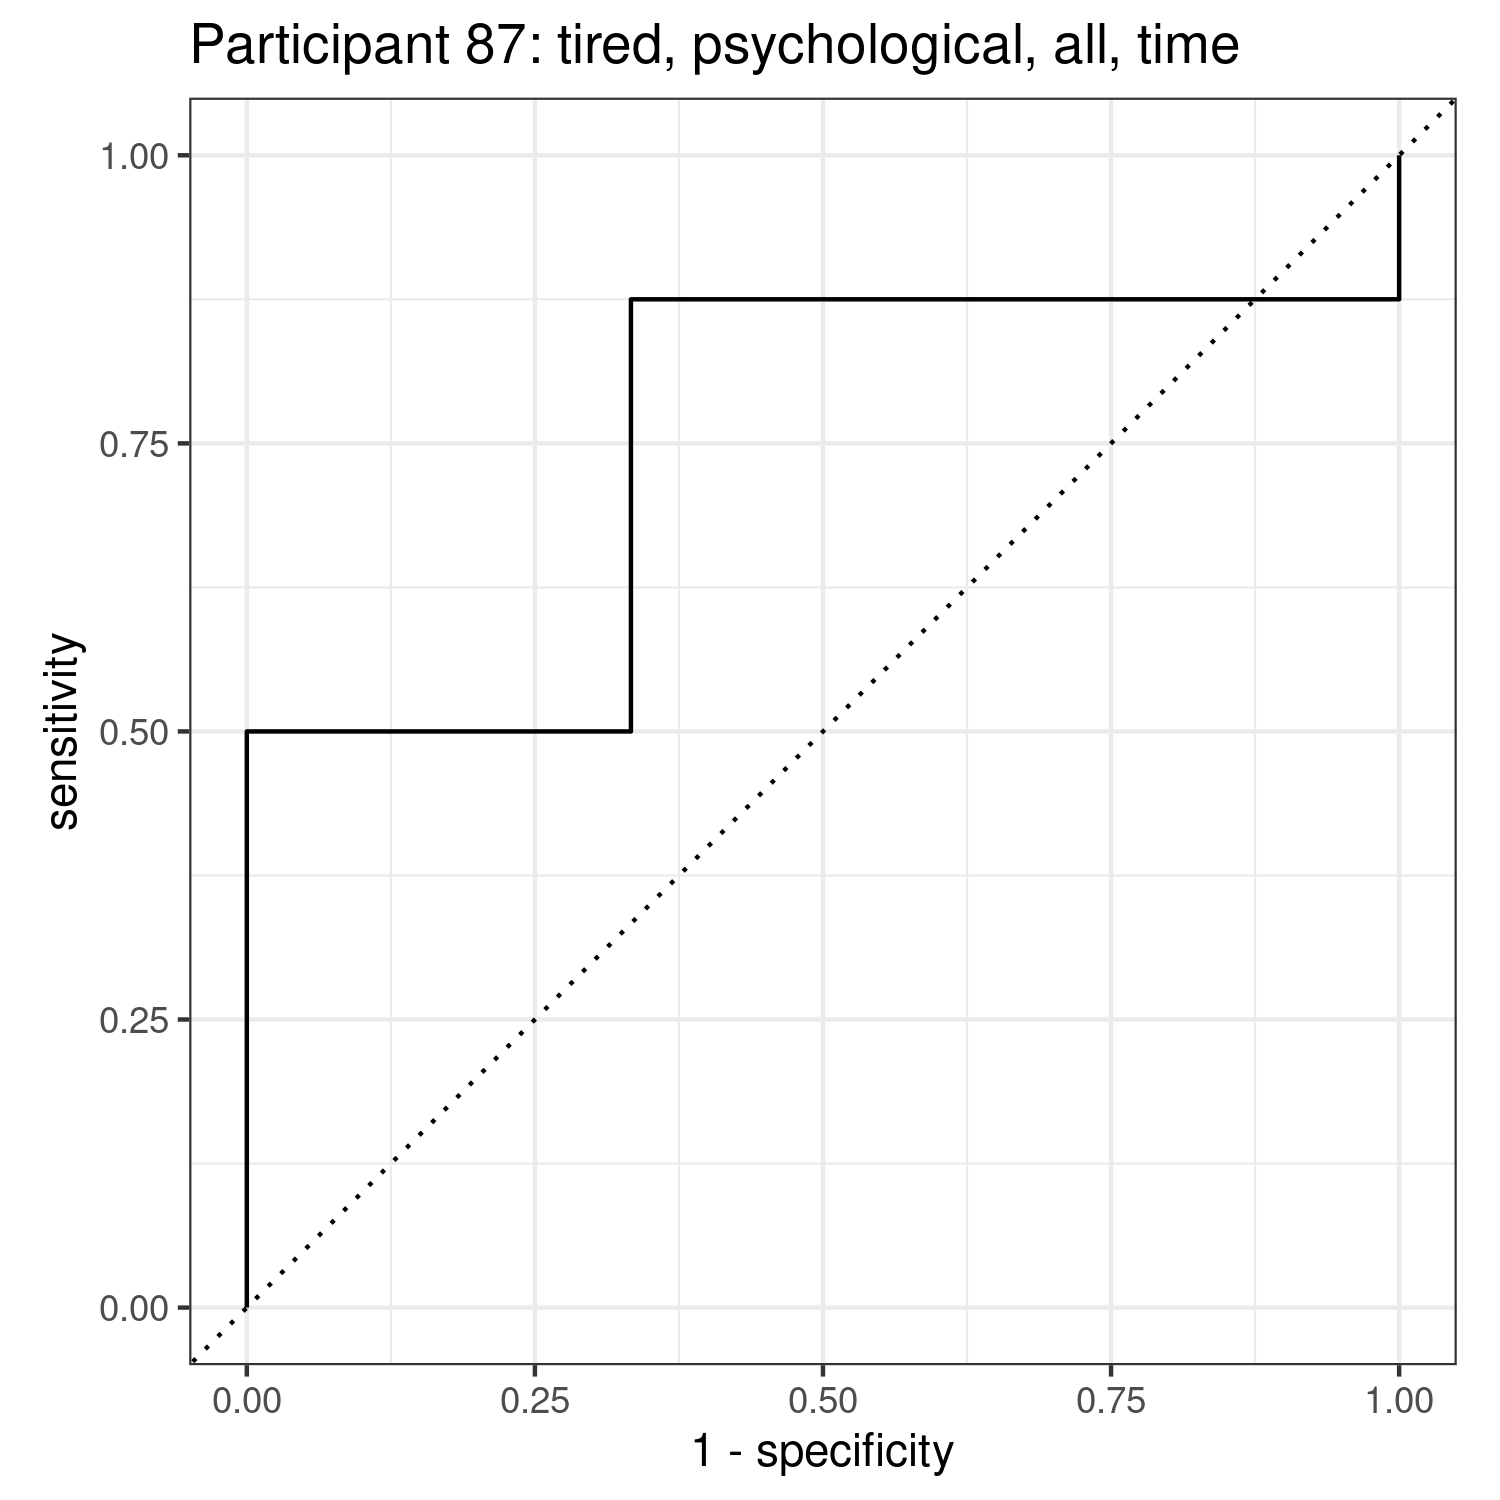 Participant 87: tired, psychological, all, time
1.00
0.75
0.50
0.25
0.00
sensitivity
0.00 0.25 0.50 0.75 1.00
1 - specificity